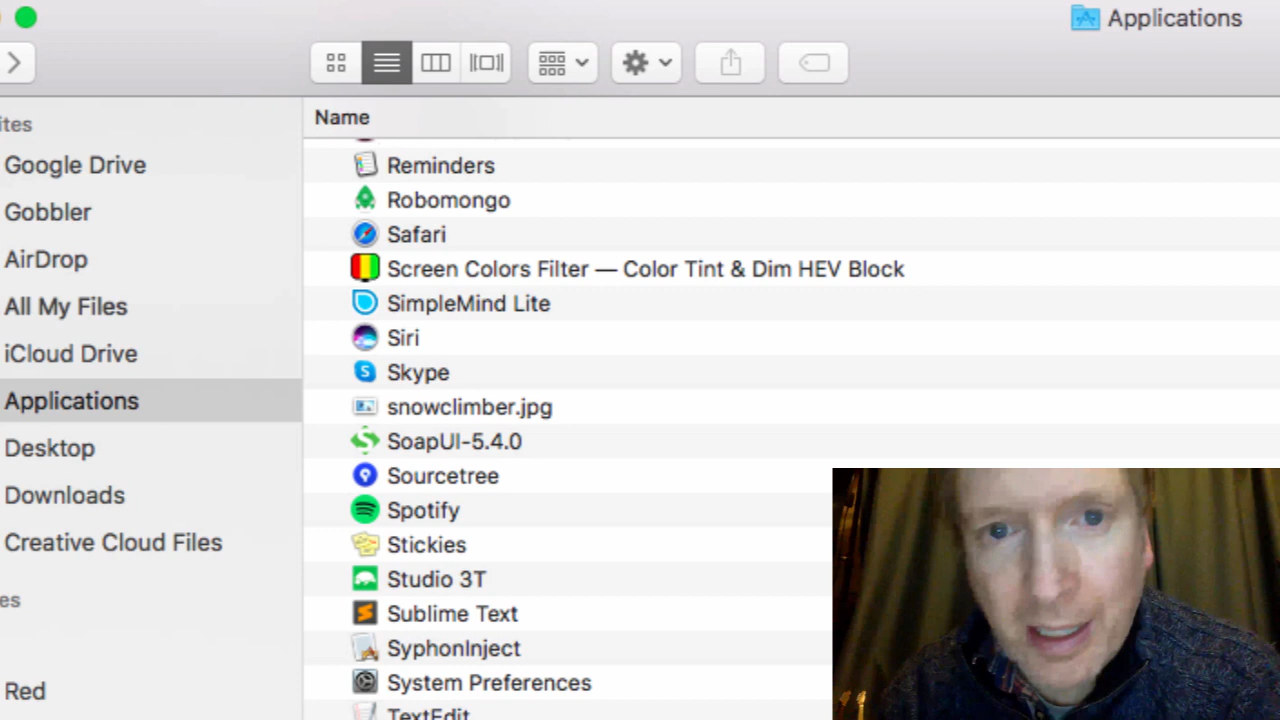 Applications
Name
ites
Google Drive
Gobbler
AirDrop
All My Files
iCloud Drive
Applications
Desktop
Downloads
Creative Cloud Files
es
Red
Reminders
Robomongo
Safari
Screen Colors Filter — Color Tint & Dim HEV Block
SimpleMind Lite
Siri
Skype
snowclimber.jpg
SoapUI-5.4.0
Sourcetree
Spotify
Stickies
Studio 3T
Sublime Text
SyphonInject
System Preferences
TextEdit